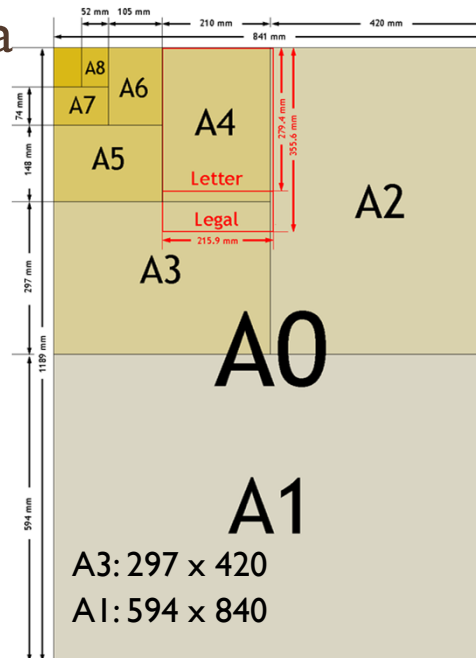 a
52 mm 105 mm 210 mm 420 mm
841 mm
A8
A6
A7
74 mm
A4
279.4 mm
355.6 mm
148 mm
A5
Letter
A2
Legal
215.9 mm
A3
297 mm
1189 mm
A0
594 mm
A1
A3: 297 x 420
A1: 594 x 840